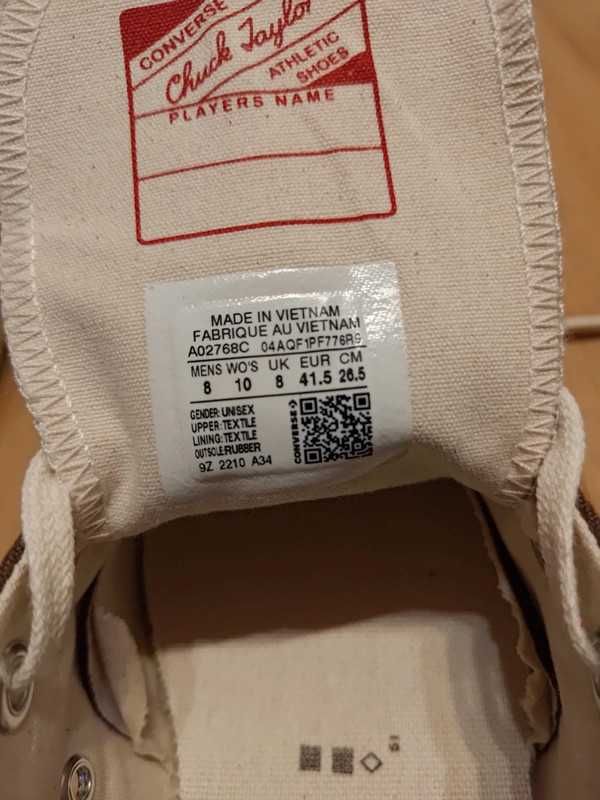 CONVERSE
Chuck Taylor
ATHLETIC
SHOES
PLAYERS NAME
MADE IN VIETNAM
FABRIQUE AU VIETNAM
A02768C 04AQF1PF776RS
MENS WO'S UK EUR CM
8 10 8 41.5 26.5
GENDER: UNISEX
UPPER: TEXTILE
LINING: TEXTILE
OUTSOLE:RUBBER
9Z 2210 A34
CONVERSE